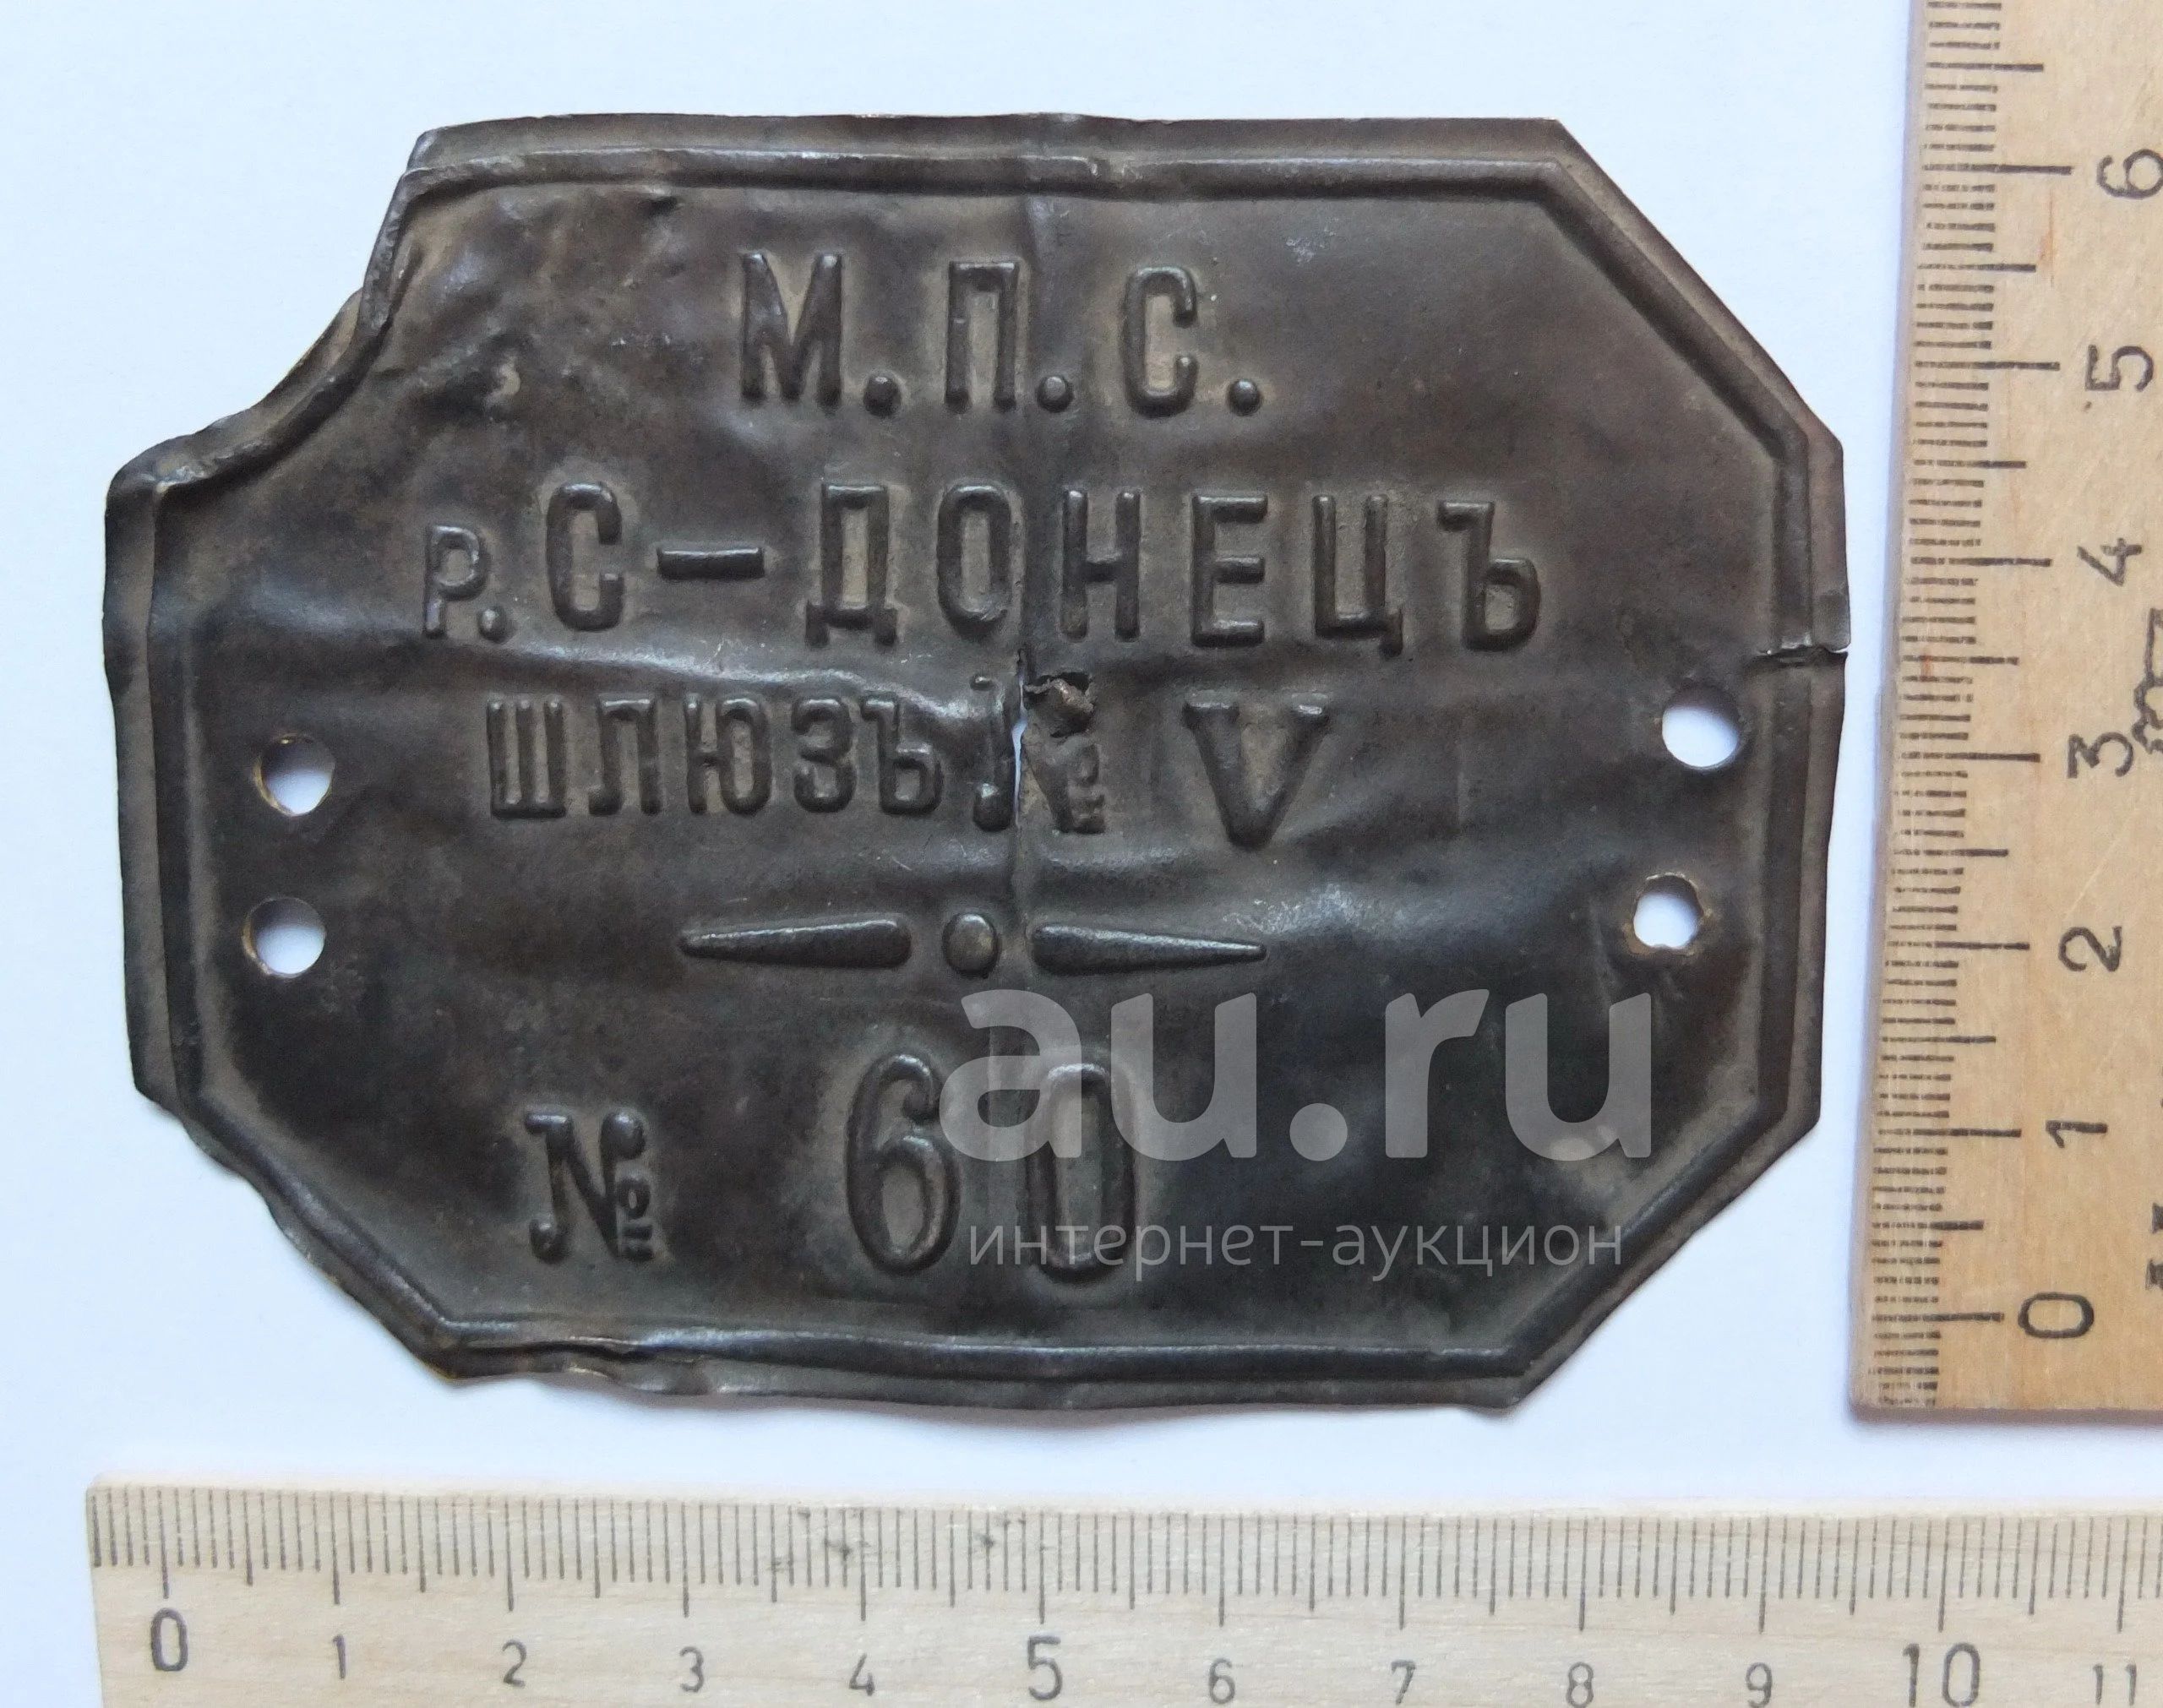 М.П.С.
р. С-ДОНЕЦЪ
ШЛЮЗЪ № V
№ 60
au.ru
интернет-аукцион
0 1 2 3 4 5 6 7 8 9 10 11
0 1 2 3 4 5 6